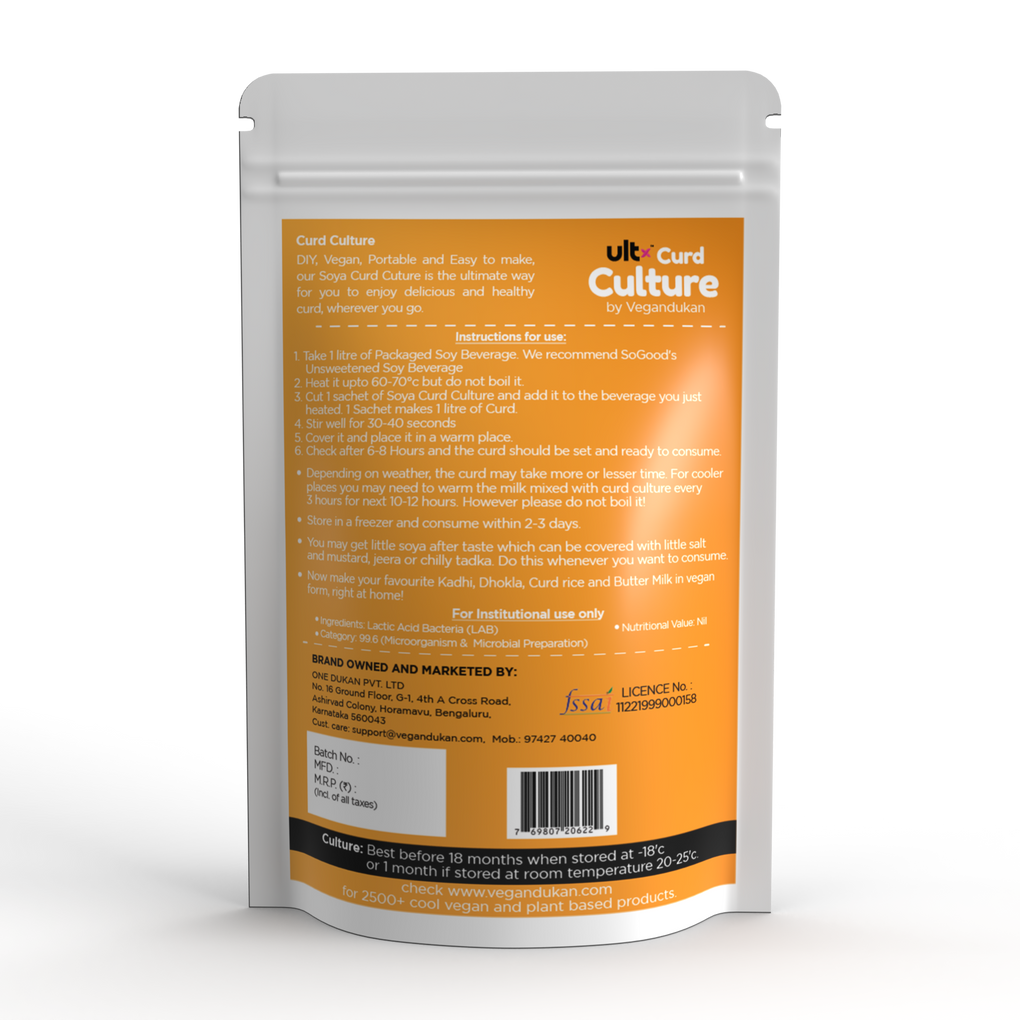 Curd Culture
DIY, Vegan, Portable and Easy to make,
our Soya Curd Cuture is the ultimate way
for you to enjoy delicious and healthy
curd, wherever you go.
ultx™ Curd
Culture
by Vegandukan
Instructions for use:
1. Take 1 litre of Packaged Soy Beverage. We recommend SoGood's
Unsweetened Soy Beverage
2. Heat it upto 60-70°c but do not boil it.
3. Cut 1 sachet of Soya Curd Culture and add it to the beverage you just
heated. 1 Sachet makes 1 litre of Curd.
4. Stir well for 30-40 seconds
5. Cover it and place it in a warm place.
6. Check after 6-8 Hours and the curd should be set and ready to consume.
• Depending on weather, the curd may take more or lesser time. For cooler
places you may need to warm the milk mixed with curd culture every
3 hours for next 10-12 hours. However please do not boil it!
• Store in a freezer and consume within 2-3 days.
• You may get little soya after taste which can be covered with little salt
and mustard, jeera or chilly tadka. Do this whenever you want to consume.
• Now make your favourite Kadhi, Dhokla, Curd rice and Butter Milk in vegan
form, right at home!
For Institutional use only
• Ingredients: Lactic Acid Bacteria (LAB)
• Nutritional Value: Nil
• Category: 99.6 (Microorganism & Microbial Preparation)
BRAND OWNED AND MARKETED BY:
ONE DUKAN PVT. LTD
No. 16 Ground Floor, G-1, 4th A Cross Road,
Ashirvad Colony, Horamavu, Bengaluru,
Karnataka 560043
Cust. care: support@vegandukan.com, Mob.: 97427 40040
fssai
LICENCE No. :
11221999000158
Batch No. :
MFD. :
M.R.P. (₹) :
(Incl. of all taxes)
7 69807 20622 9
Culture: Best before 18 months when stored at -18'c
or 1 month if stored at room temperature 20-25'c.
check www.vegandukan.com
for 2500+ cool vegan and plant based products.